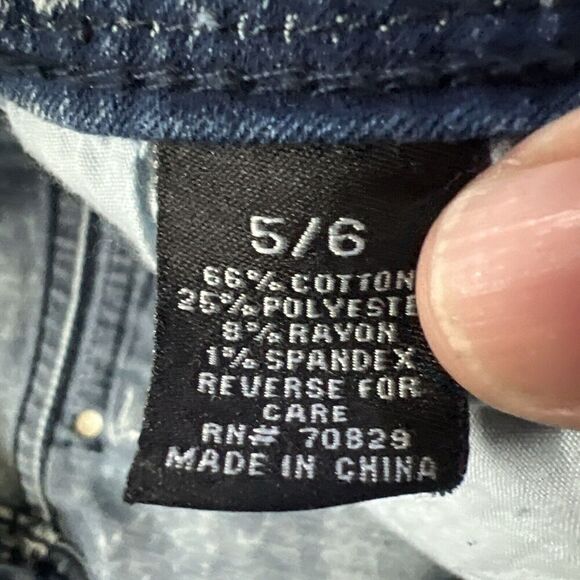 5/6
66% COTTON
25% POLYESTE
8% RAYON
1% SPANDEX
REVERSE FOR
CARE
RN# 70829
MADE IN CHINA